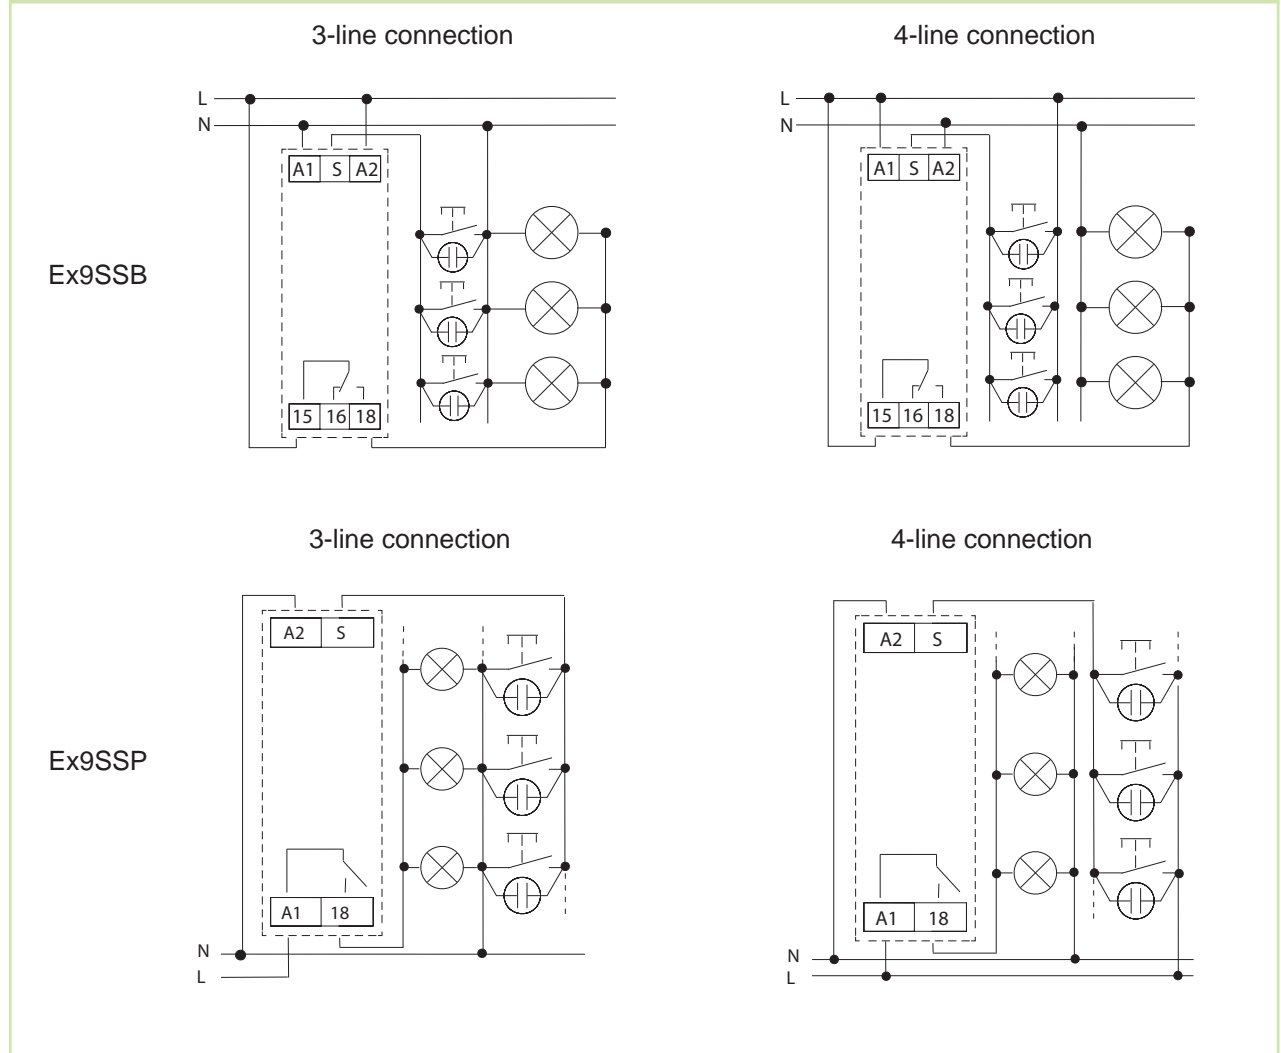 3-line connection
4-line connection
L
N
A1 S A2
15 16 18
L
N
A1 S A2
15 16 18
Ex9SSB
3-line connection
4-line connection
A2 S
A1 18
N
L
A2 S
A1 18
N
L
Ex9SSP